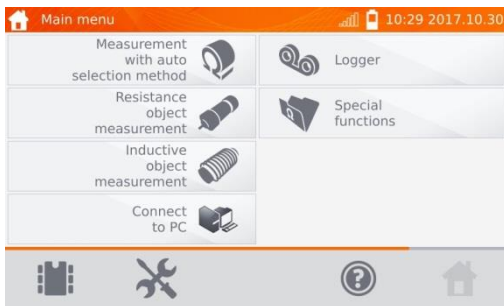 Main menu
10:29 2017.10.30
Measurement
with auto
selection method
Logger
Resistance
object
measurement
Special
functions
Inductive
object
measurement
Connect
to PC